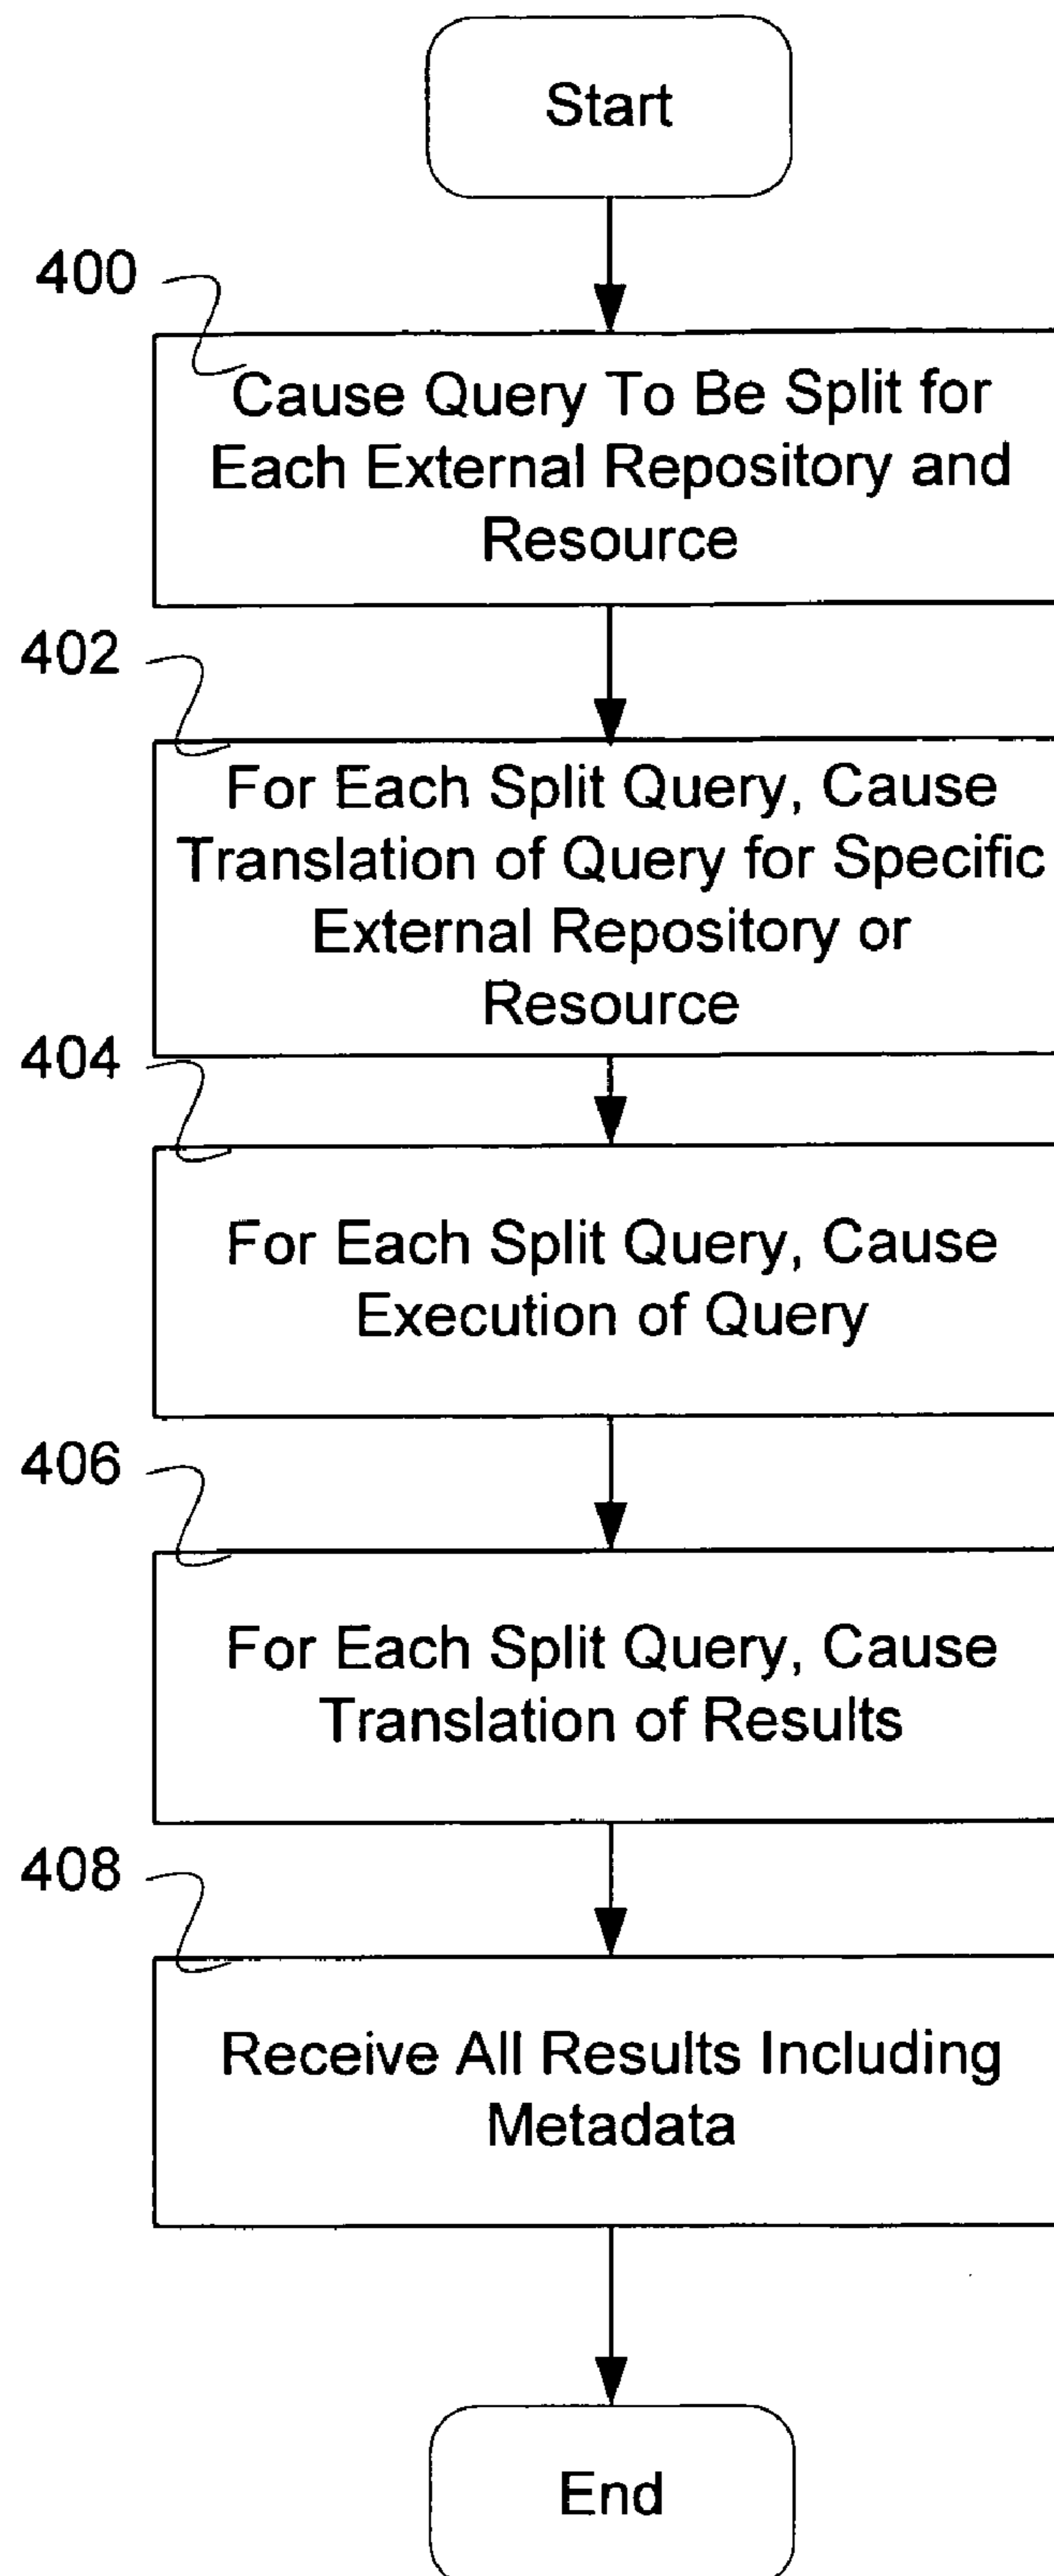 Start
400
Cause Query To Be Split for
Each External Repository and
Resource
402
For Each Split Query, Cause
Translation of Query for Specific
External Repository or
Resource
404
For Each Split Query, Cause
Execution of Query
406
For Each Split Query, Cause
Translation of Results
408
Receive All Results Including
Metadata
End